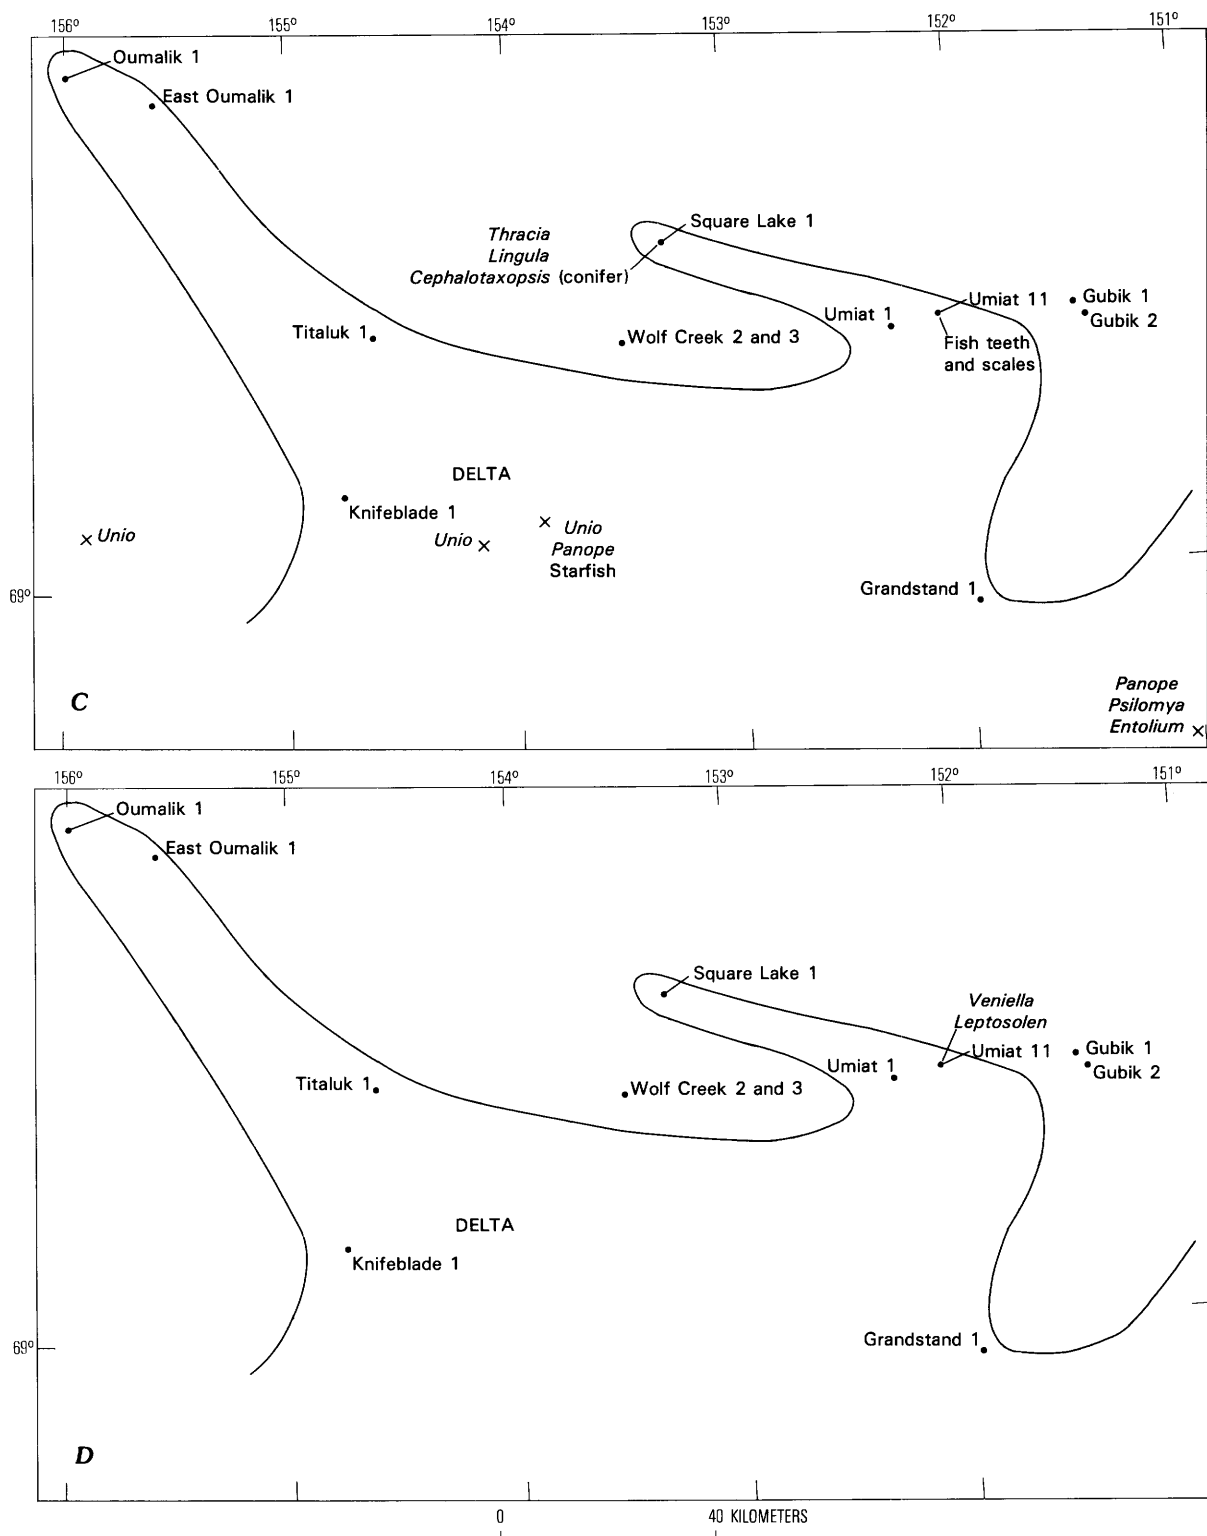 156° 155° 154° 153° 152° 151°
Oumalik 1
East Oumalik 1
Square Lake 1
Thracia
Lingula
Cephalotaxopsis (conifer)
Umiat 11
Gubik 1
Umiat 1
Gubik 2
Titaluk 1
Wolf Creek 2 and 3
Fish teeth
and scales
DELTA
Knifeblade 1
Unio
Unio
Unio
Panope
Starfish
Grandstand 1
69°
Panope
Psilomya
Entolium
C
156° 155° 154° 153° 152° 151°
Oumalik 1
East Oumalik 1
Square Lake 1
Veniella
Leptosolen
Umiat 11
Gubik 1
Umiat 1
Gubik 2
Titaluk 1
Wolf Creek 2 and 3
DELTA
Knifeblade 1
Grandstand 1
69°
D
0 40 KILOMETERS